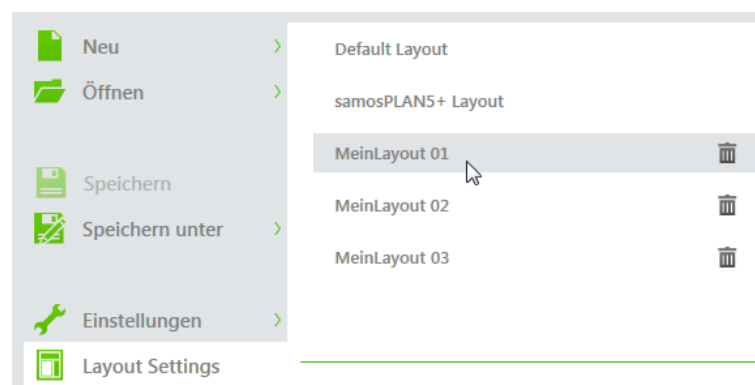 Neu
Öffnen
Speichern
Speichern unter
Einstellungen
Layout Settings
Default Layout
samosPLAN5+ Layout
MeinLayout 01
MeinLayout 02
MeinLayout 03